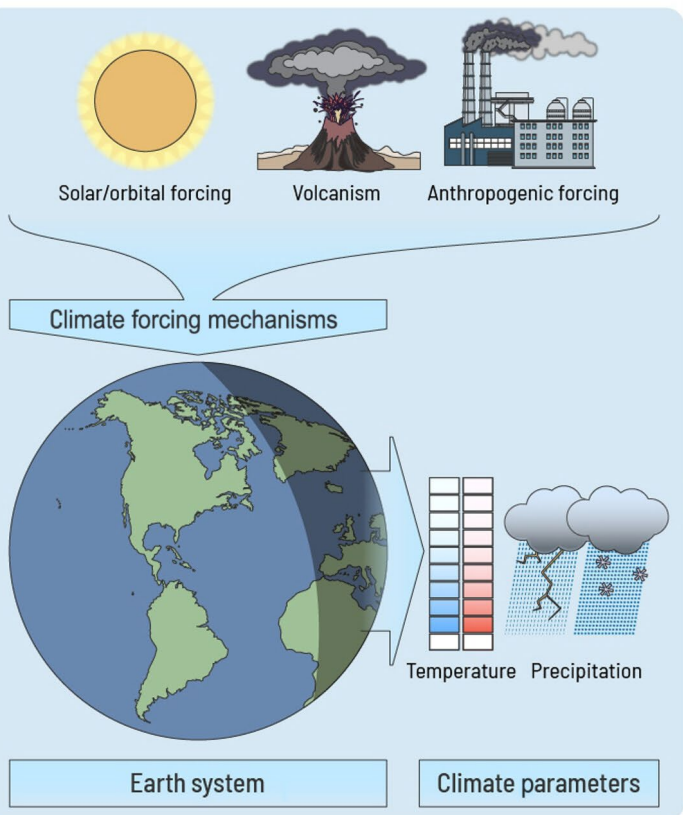 Solar/orbital forcing
Volcanism
Anthropogenic forcing
Climate forcing mechanisms
Temperature
Precipitation
Earth system
Climate parameters